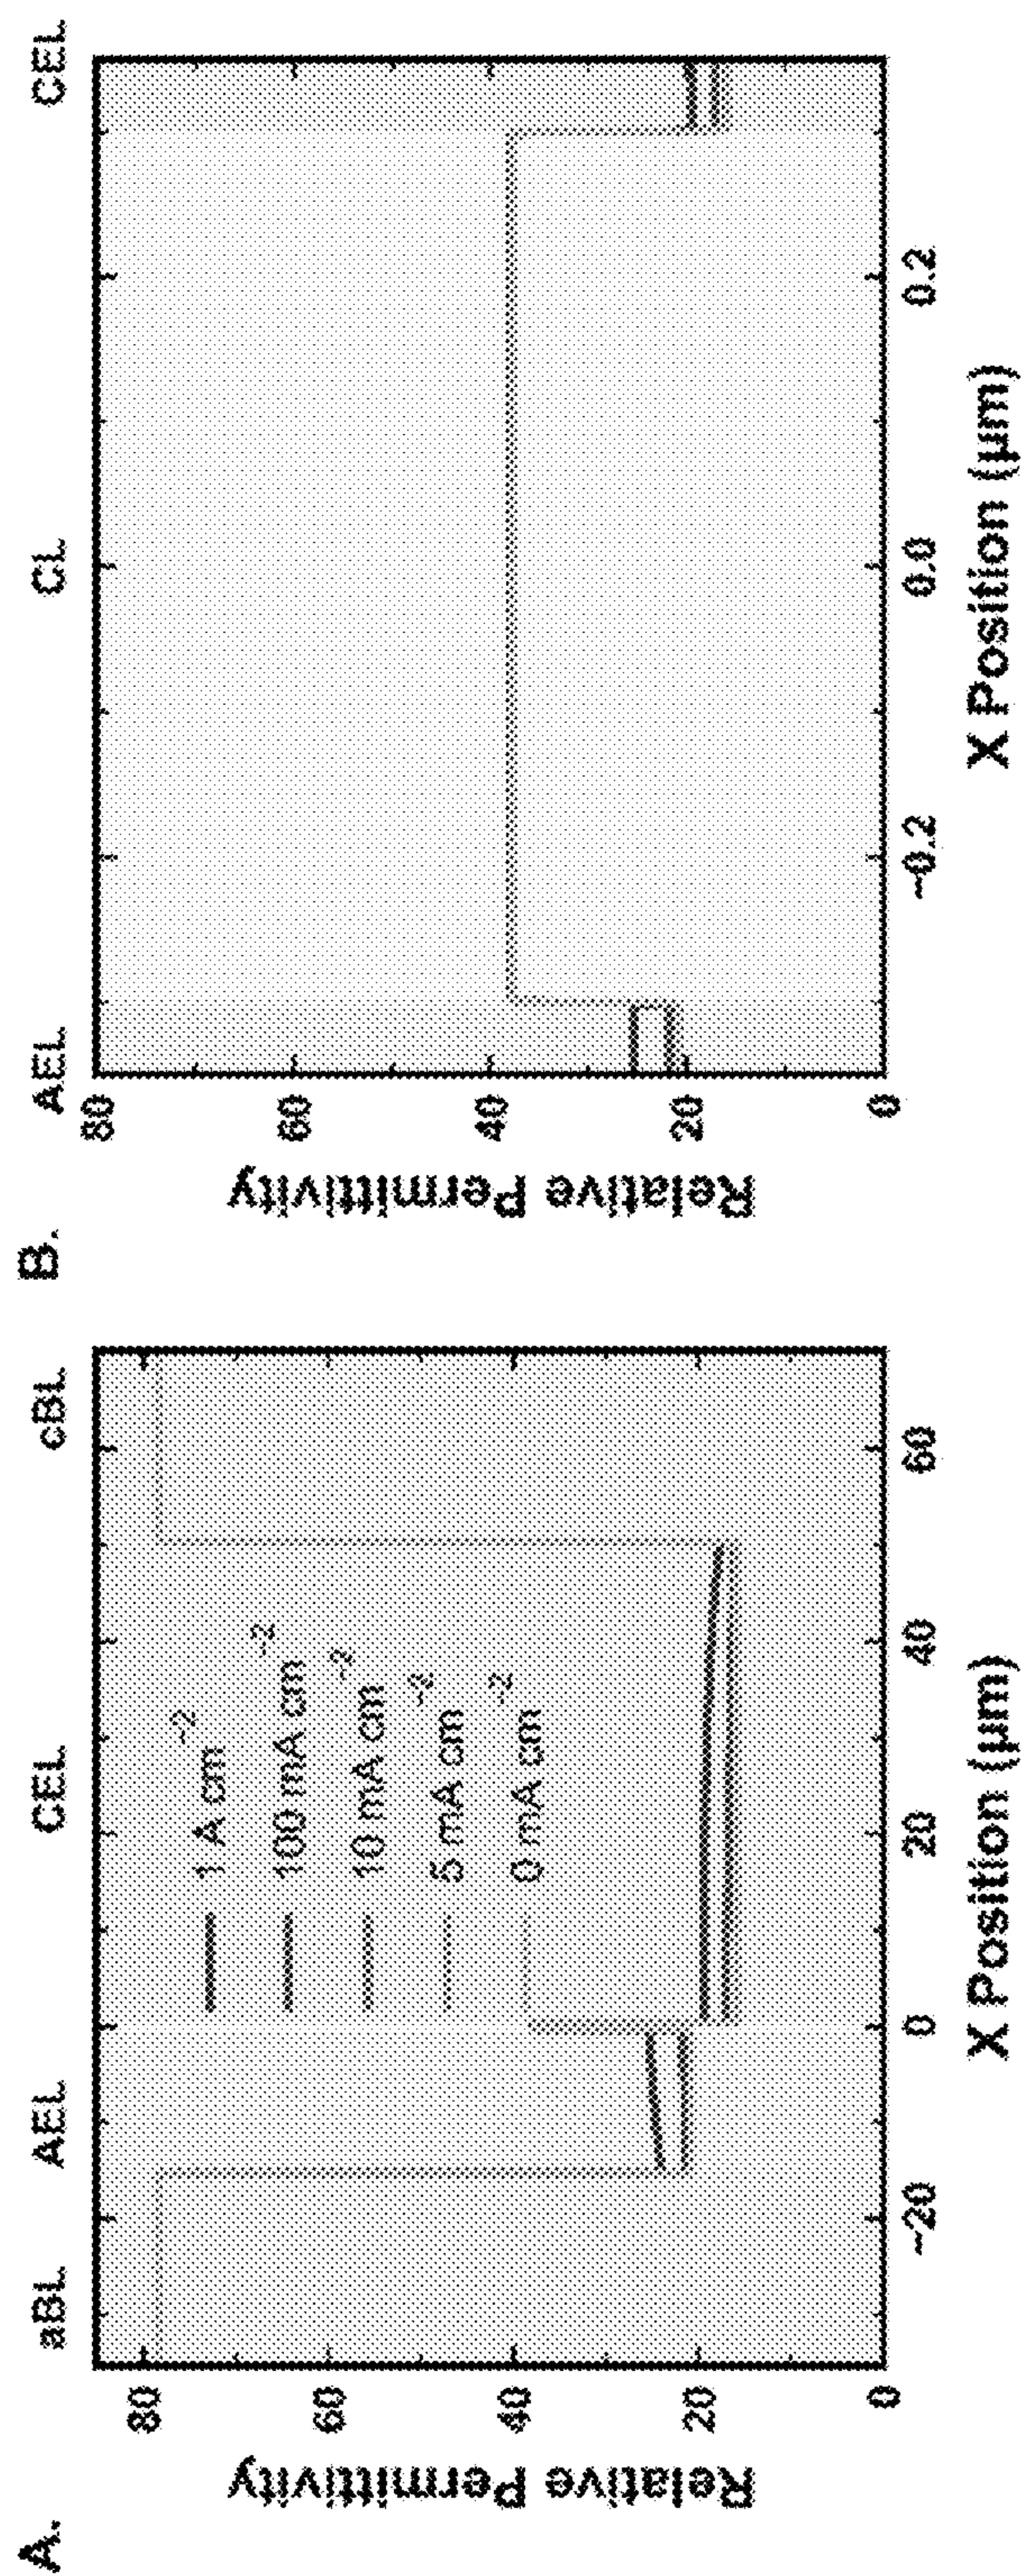 A.
aBL AEL CEL cBL
Relative Permittivity
80
60
40
20
0
1 A cm⁻²
100 mA cm⁻²
10 mA cm⁻²
5 mA cm⁻²
0 mA cm⁻²
−20 0 20 40 60
X Position (μm)
B.
AEL CL CEL
Relative Permittivity
80
60
40
20
0
−0.2 0.0 0.2
X Position (μm)